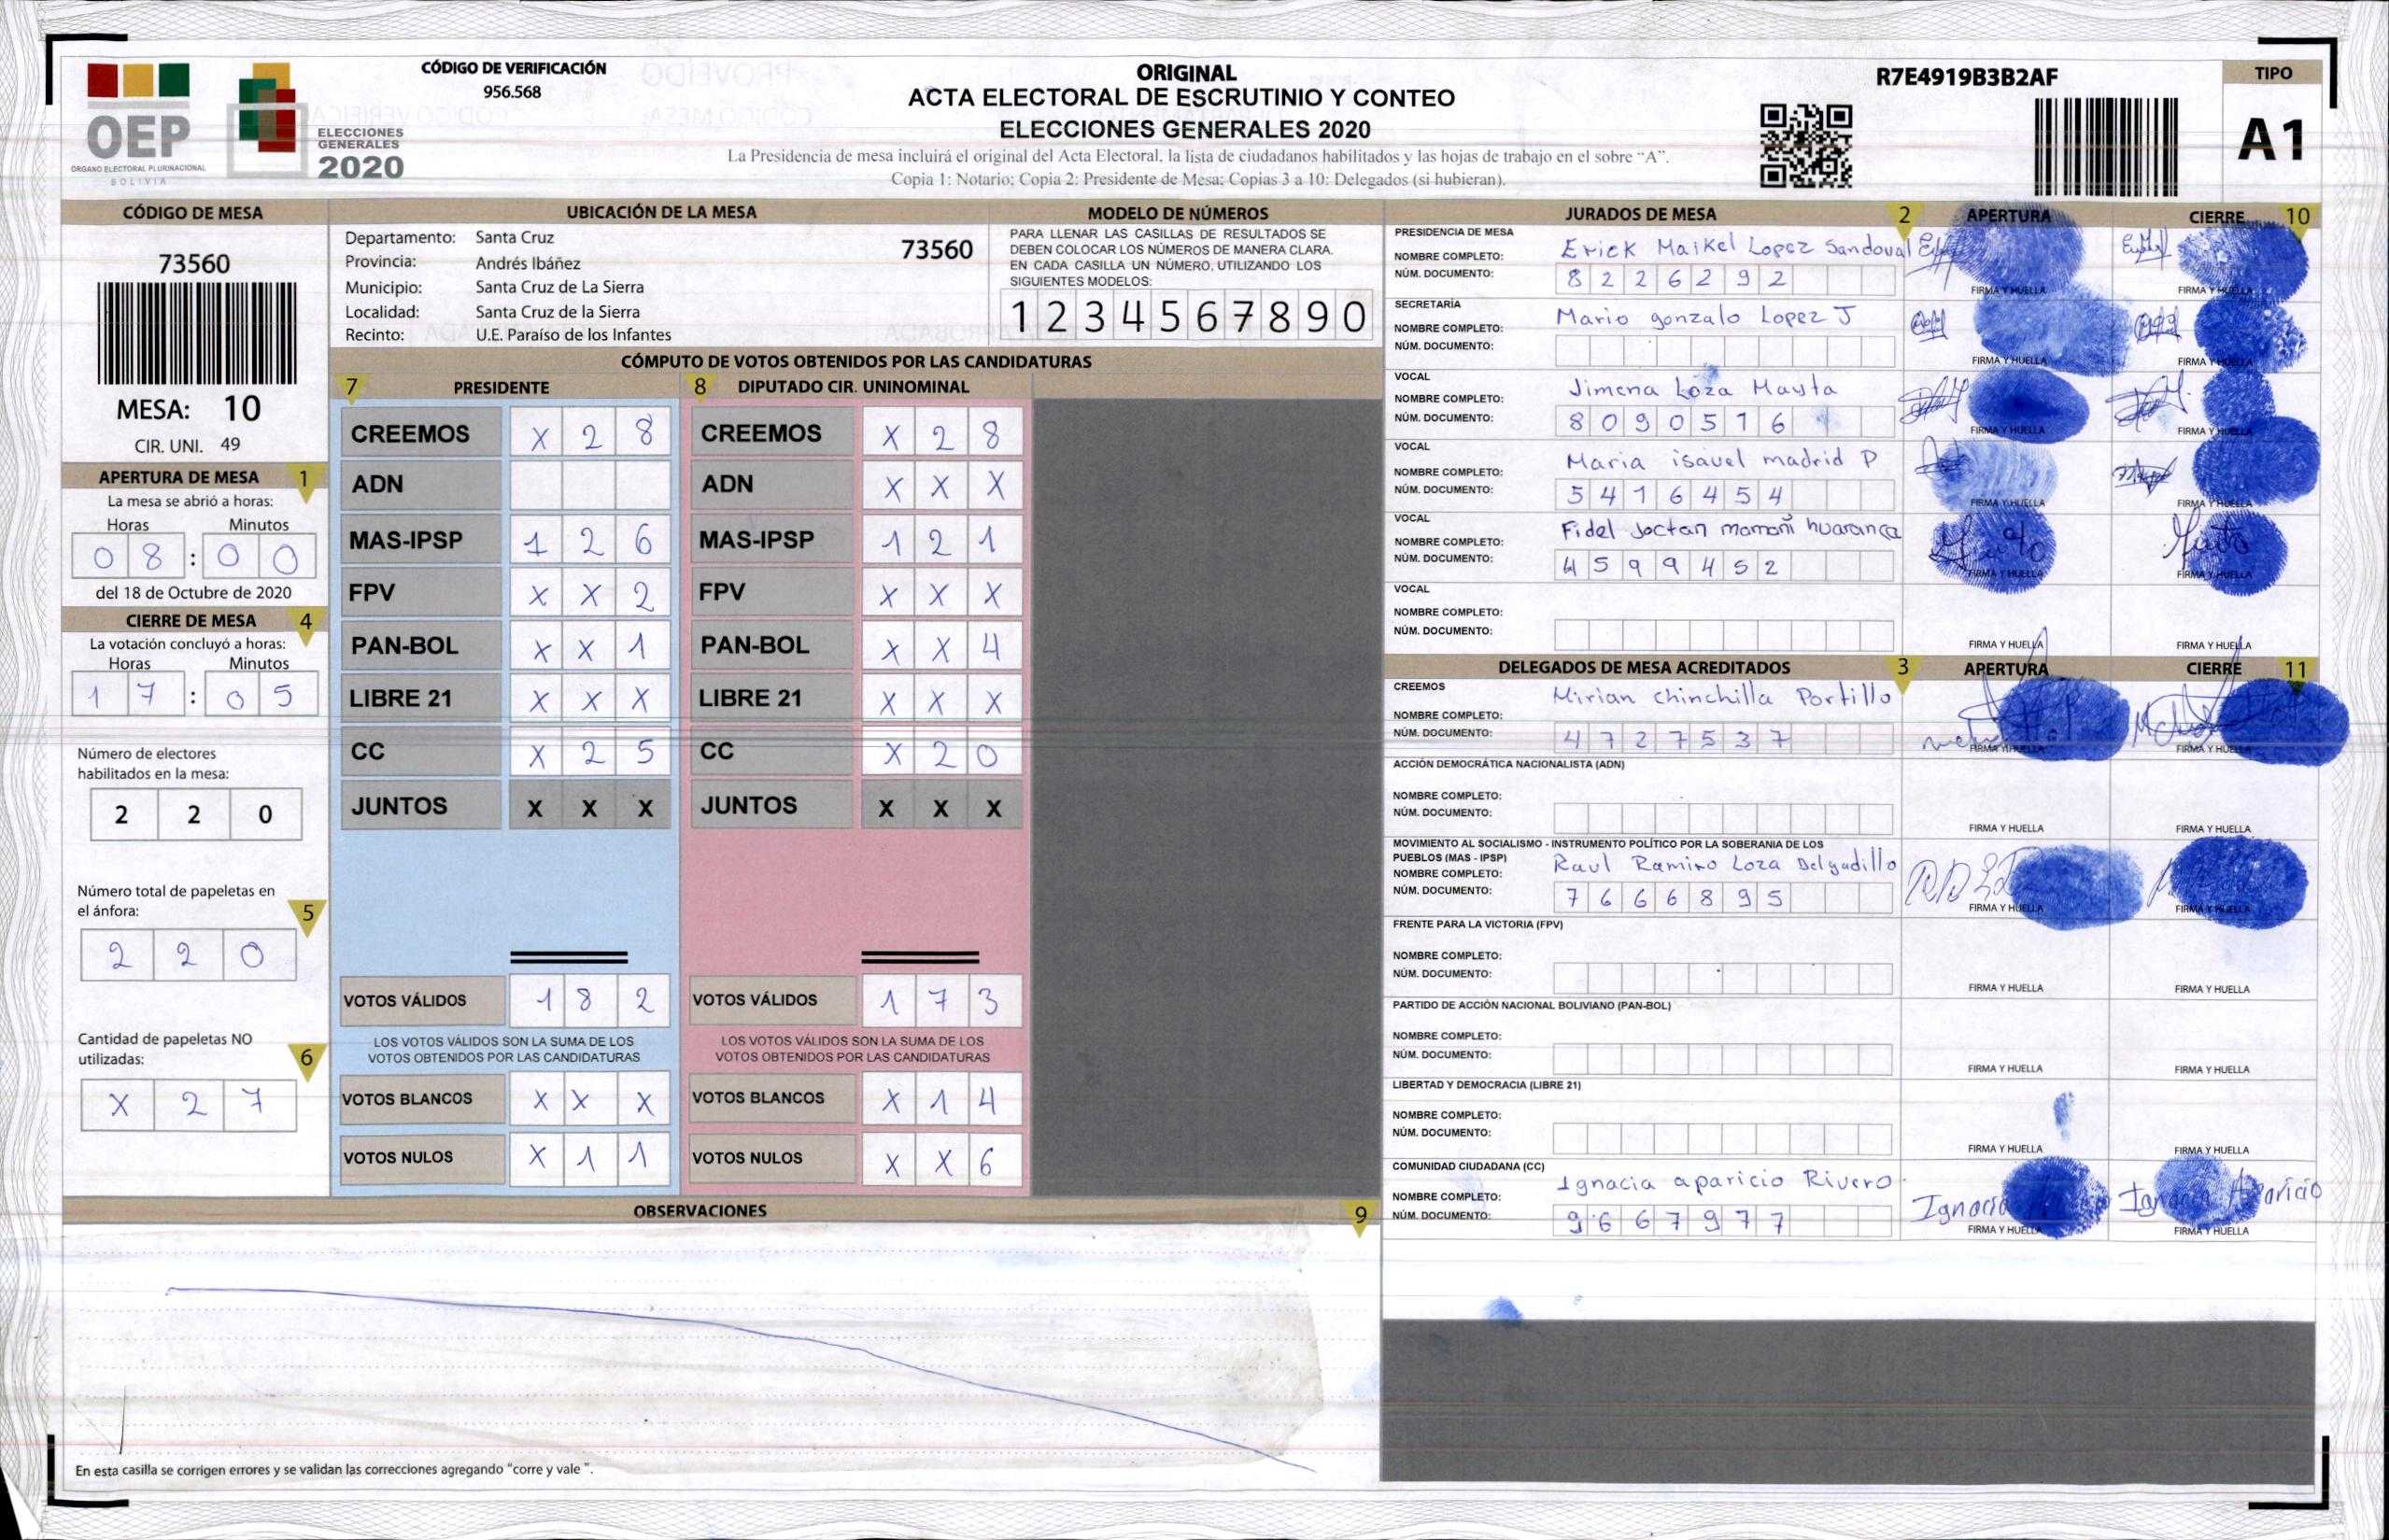 CÓDIGO DE VERIFICACIÓN
956.568
OEP
ORGANO ELECTORAL PLURINACIONAL
BOLIVIA
ELECCIONES
GENERALES
2020
ORIGINAL
ACTA ELECTORAL DE ESCRUTINIO Y CONTEO
ELECCIONES GENERALES 2020
La Presidencia de mesa incluirá el original del Acta Electoral, la lista de ciudadanos habilitados y las hojas de trabajo en el sobre “A”.
Copia 1: Notario; Copia 2: Presidente de Mesa; Copias 3 a 10: Delegados (si hubieran).
R7E4919B3B2AF
TIPO
A1
CÓDIGO DE MESA
73560
MESA: 10
CIR. UNI. 49
APERTURA DE MESA 1
La mesa se abrió a horas:
Horas Minutos
0 8 : 0 0
del 18 de Octubre de 2020
CIERRE DE MESA 4
La votación concluyó a horas:
Horas Minutos
1 7 : 0 5
Número de electores
habilitados en la mesa:
2 2 0
Número total de papeletas en
el ánfora:
5
2 2 0
Cantidad de papeletas NO
utilizadas:
6
X 2 7
UBICACIÓN DE LA MESA
Departamento: Santa Cruz
73560
Provincia: Andrés Ibáñez
Municipio: Santa Cruz de La Sierra
Localidad: Santa Cruz de la Sierra
Recinto: U.E. Paraíso de los Infantes
MODELO DE NÚMEROS
PARA LLENAR LAS CASILLAS DE RESULTADOS SE
DEBEN COLOCAR LOS NÚMEROS DE MANERA CLARA.
EN CADA CASILLA UN NÚMERO, UTILIZANDO LOS
SIGUIENTES MODELOS:
1 2 3 4 5 6 7 8 9 0
CÓMPUTO DE VOTOS OBTENIDOS POR LAS CANDIDATURAS
7 PRESIDENTE
CREEMOS X 2 8
ADN
MAS-IPSP 1 2 6
FPV X X 2
PAN-BOL X X 1
LIBRE 21 X X X
CC X 2 5
JUNTOS X X X
VOTOS VÁLIDOS 1 8 2
LOS VOTOS VÁLIDOS SON LA SUMA DE LOS
VOTOS OBTENIDOS POR LAS CANDIDATURAS
VOTOS BLANCOS X X X
VOTOS NULOS X 1 1
8 DIPUTADO CIR. UNINOMINAL
CREEMOS X 2 8
ADN X X X
MAS-IPSP 1 2 1
FPV X X X
PAN-BOL X X 4
LIBRE 21 X X X
CC X 2 0
JUNTOS X X X
VOTOS VÁLIDOS 1 7 3
LOS VOTOS VÁLIDOS SON LA SUMA DE LOS
VOTOS OBTENIDOS POR LAS CANDIDATURAS
VOTOS BLANCOS X 1 4
VOTOS NULOS X X 6
OBSERVACIONES 9
En esta casilla se corrigen errores y se validan las correcciones agregando “corre y vale ”.
JURADOS DE MESA 2 APERTURA CIERRE 10
PRESIDENCIA DE MESA
NOMBRE COMPLETO: Erick Maikel Lopez Sandoval
NÚM. DOCUMENTO: 8 2 2 6 2 9 2
FIRMA Y HUELLA FIRMA Y HUELLA
SECRETARÍA
NOMBRE COMPLETO: Mario gonzalo Lopez J
NÚM. DOCUMENTO:
FIRMA Y HUELLA FIRMA Y HUELLA
VOCAL
NOMBRE COMPLETO: Jimena Loza Mayta
NÚM. DOCUMENTO: 8 0 9 0 5 1 6
FIRMA Y HUELLA FIRMA Y HUELLA
VOCAL
NOMBRE COMPLETO: Maria isavel madrid P
NÚM. DOCUMENTO: 5 4 1 6 4 5 4
FIRMA Y HUELLA FIRMA Y HUELLA
VOCAL
NOMBRE COMPLETO: Fidel Joctan mamañi huaranca
NÚM. DOCUMENTO: 4 5 9 9 4 5 2
FIRMA Y HUELLA FIRMA Y HUELLA
VOCAL
NOMBRE COMPLETO:
NÚM. DOCUMENTO:
FIRMA Y HUELLA FIRMA Y HUELLA
DELEGADOS DE MESA ACREDITADOS 3 APERTURA CIERRE 11
CREEMOS
NOMBRE COMPLETO: Mirian chinchilla Portillo
NÚM. DOCUMENTO: 4 7 2 7 5 3 7
FIRMA Y HUELLA FIRMA Y HUELLA
ACCIÓN DEMOCRÁTICA NACIONALISTA (ADN)
NOMBRE COMPLETO:
NÚM. DOCUMENTO:
FIRMA Y HUELLA FIRMA Y HUELLA
MOVIMIENTO AL SOCIALISMO - INSTRUMENTO POLÍTICO POR LA SOBERANIA DE LOS
PUEBLOS (MAS - IPSP)
NOMBRE COMPLETO: Raul Ramiro Loza Delgadillo
NÚM. DOCUMENTO: 7 6 6 6 8 9 5
FIRMA Y HUELLA FIRMA Y HUELLA
FRENTE PARA LA VICTORIA (FPV)
NOMBRE COMPLETO:
NÚM. DOCUMENTO:
FIRMA Y HUELLA FIRMA Y HUELLA
PARTIDO DE ACCIÓN NACIONAL BOLIVIANO (PAN-BOL)
NOMBRE COMPLETO:
NÚM. DOCUMENTO:
FIRMA Y HUELLA FIRMA Y HUELLA
LIBERTAD Y DEMOCRACIA (LIBRE 21)
NOMBRE COMPLETO:
NÚM. DOCUMENTO:
FIRMA Y HUELLA FIRMA Y HUELLA
COMUNIDAD CIUDADANA (CC)
NOMBRE COMPLETO: Ignacia aparicio Rivero
NÚM. DOCUMENTO: 9 6 6 7 9 7 7
Ignacia Ignacia Aparicio
FIRMA Y HUELLA FIRMA Y HUELLA